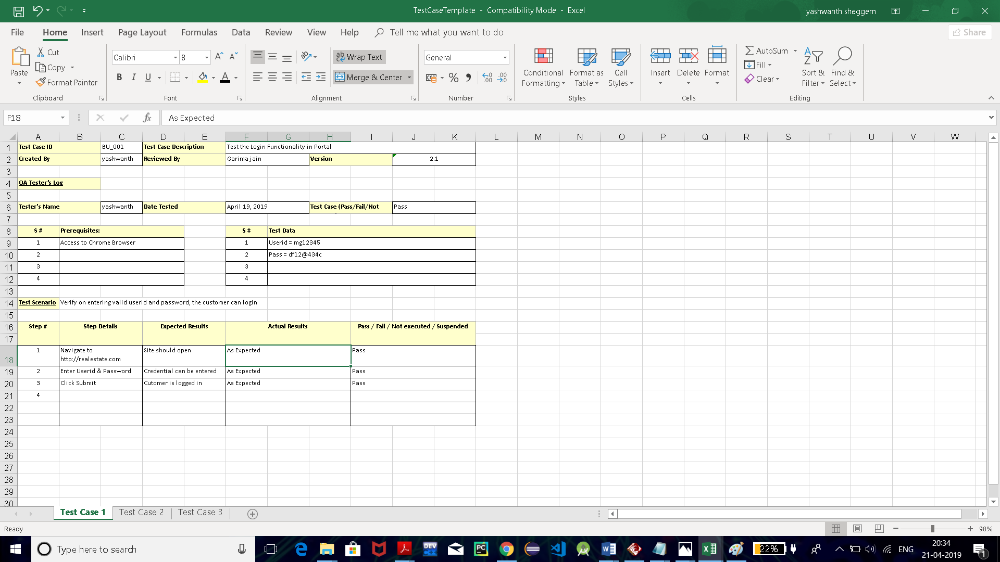 TestCaseTemplate - Compatibility Mode - Excel
yashwanth sheggem
File Home Insert Page Layout Formulas Data Review View Help Tell me what you want to do Share
Paste Cut Copy Format Painter Clipboard
Calibri 8 A A B I U A Font
ab Wrap Text Merge & Center Alignment
General % Number
Conditional Formatting Format as Table Cell Styles Styles
Insert Delete Format Cells
AutoSum Fill Clear Sort & Filter Find & Select Editing
F18 fx As Expected
A B C D E F G H I J K L M N O P Q R S T U V W
1 Test Case ID BU_001 Test Case Description Test the Login Functionality in Portal
2 Created By yashwanth Reviewed By Garima jain Version 2.1
3
4 QA Tester’s Log
5
6 Tester's Name yashwanth Date Tested April 19, 2019 Test Case (Pass/Fail/Not Pass
7
8 S # Prerequisites: S # Test Data
9 1 Access to Chrome Browser 1 Userid = mg12345
10 2 2 Pass = df12@434c
11 3 3
12 4 4
13
14 Test Scenario Verify on entering valid userid and password, the customer can login
15
16 Step # Step Details Expected Results Actual Results Pass / Fail / Not executed / Suspended
17
18 1 Navigate to http://realestate.com Site should open As Expected Pass
19 2 Enter Userid & Password Credential can be entered As Expected Pass
20 3 Click Submit Cutomer is logged in As Expected Pass
21 4
22
23
24
25
26
27
28
29
30
Test Case 1 Test Case 2 Test Case 3
Ready 98%
Type here to search DEV PC 22% ENG 20:34
21-04-2019 1